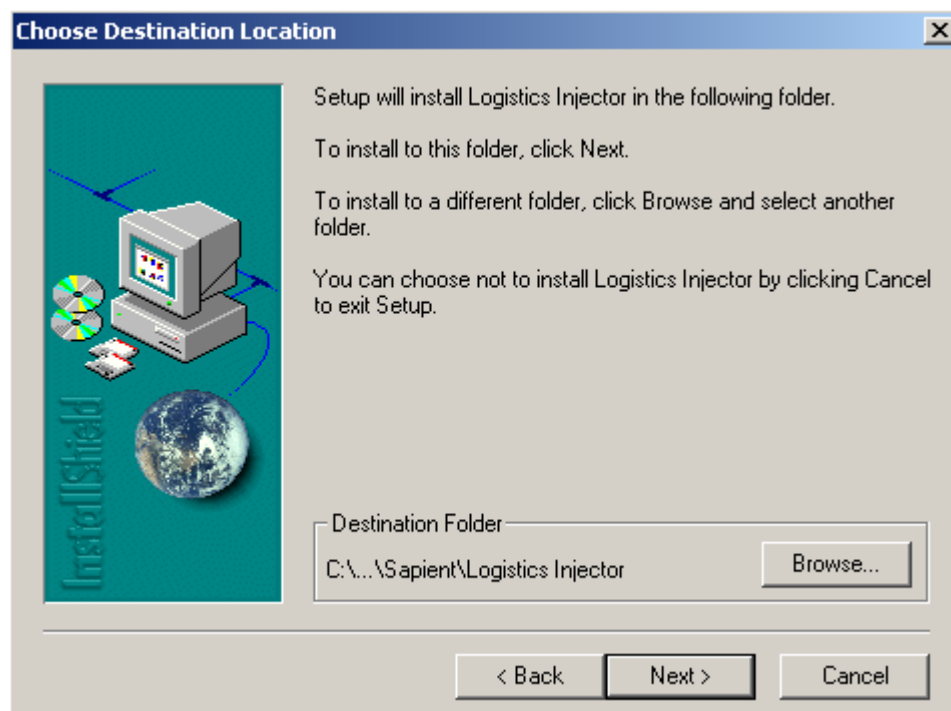 Choose Destination Location
Setup will install Logistics Injector in the following folder.
To install to this folder, click Next.
To install to a different folder, click Browse and select another
folder.
You can choose not to install Logistics Injector by clicking Cancel
to exit Setup.
InstallShield
Destination Folder
C:\...\Sapient\Logistics Injector
Browse...
< Back
Next >
Cancel